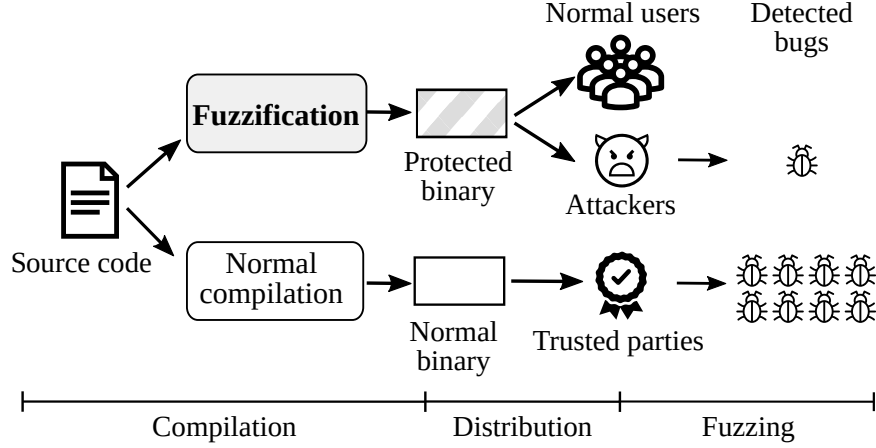 Normal users
Detected
bugs
Fuzzification
Protected
binary
Attackers
Source code
Normal
compilation
Normal
binary
Trusted parties
Compilation
Distribution
Fuzzing